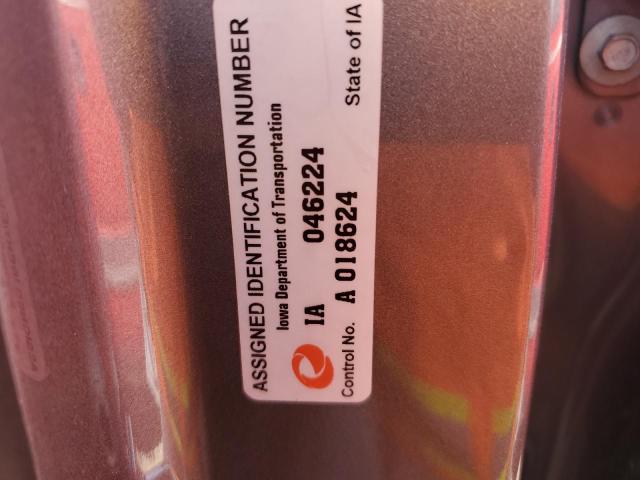 ASSIGNED IDENTIFICATION NUMBER
Iowa Department of Transportation
IA 046224
Control No. A 018624 State of IA